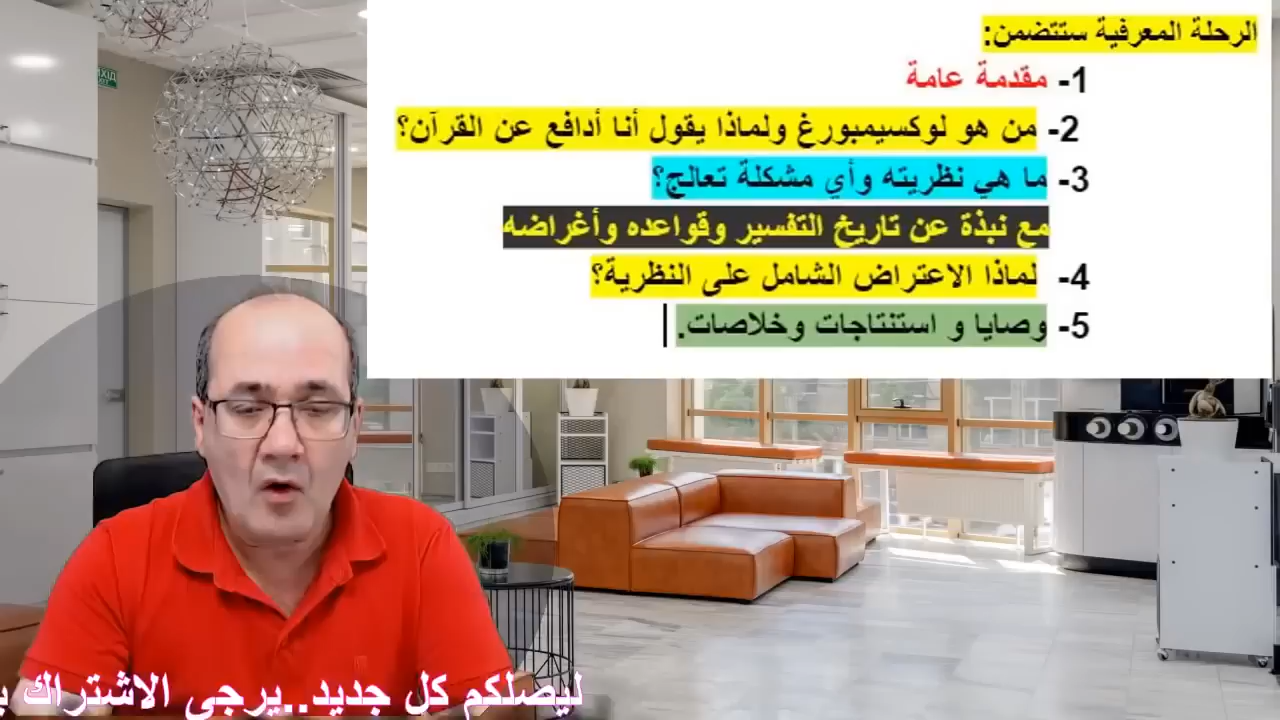 الرحلة المعرفية ستتضمن:
1- مقدمة عامة
2- من هو لوكسيمبورغ ولماذا يقول أنا أدافع عن القرآن؟
3- ما هي نظريته وأي مشكلة تعالج؟
مع نبذة عن تاريخ التفسير وقواعده وأغراضه
4- لماذا الاعتراض الشامل على النظرية؟
5- وصايا و استنتاجات وخلاصات.
ليصلكم كل جديد..يرجى الاشتراك